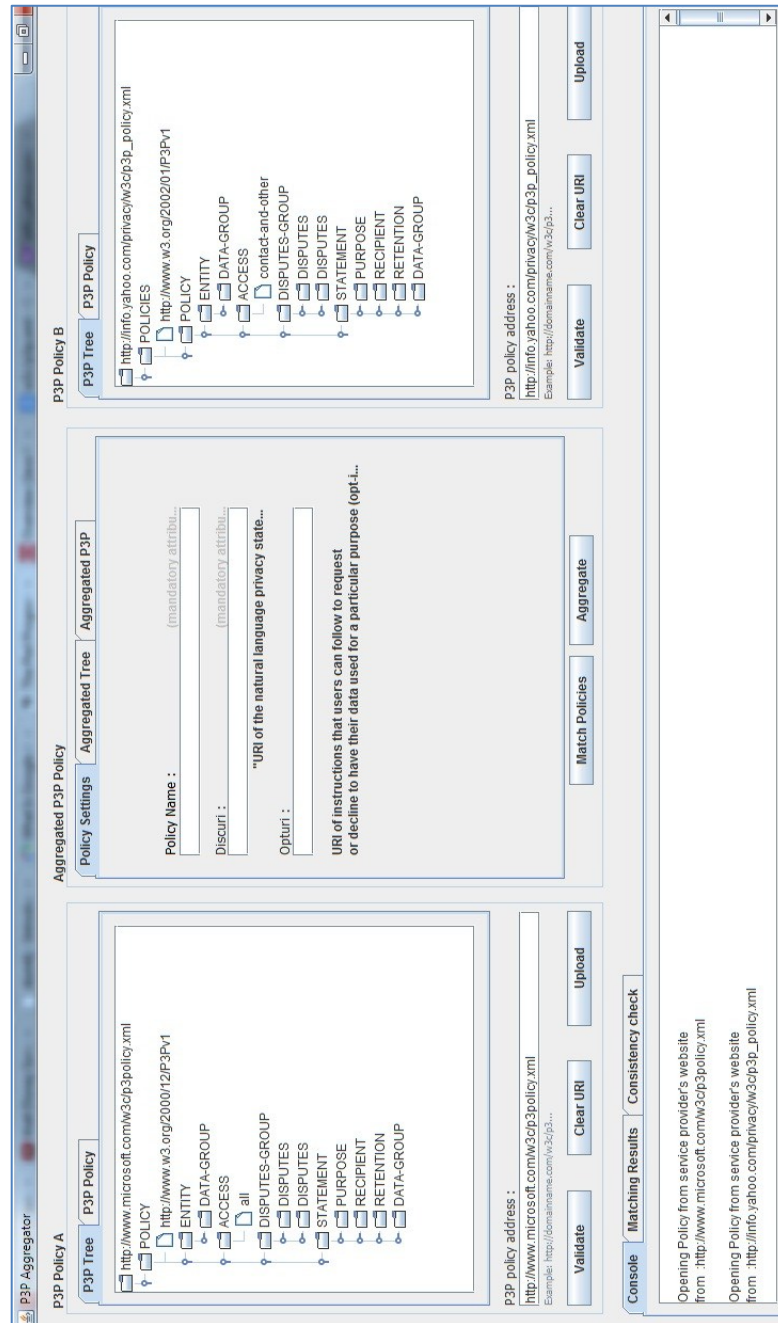 P3P Aggregator
P3P Policy A
P3P Tree
P3P Policy
http://www.microsoft.com/w3c/p3policy.xml
POLICY
http://www.w3.org/2000/12/P3Pv1
ENTITY
DATA-GROUP
ACCESS
all
DISPUTES-GROUP
DISPUTES
DISPUTES
STATEMENT
PURPOSE
RECIPIENT
RETENTION
DATA-GROUP
P3P policy address :
http://www.microsoft.com/w3c/p3policy.xml
Example: http://domainname.com/w3c/p3...
Validate
Clear URI
Upload
Aggregated P3P Policy
Policy Settings
Aggregated Tree
Aggregated P3P
Policy Name :
(mandatory attribu...
Discuri :
(mandatory attribu...
"URI of the natural language privacy state...
Opturi :
URI of instructions that users can follow to request
or decline to have their data used for a particular purpose (opt-i...
Match Policies
Aggregate
P3P Policy B
P3P Tree
P3P Policy
http://info.yahoo.com/privacy/w3c/p3p_policy.xml
POLICIES
http://www.w3.org/2002/01/P3Pv1
POLICY
ENTITY
DATA-GROUP
ACCESS
contact-and-other
DISPUTES-GROUP
DISPUTES
DISPUTES
STATEMENT
PURPOSE
RECIPIENT
RETENTION
DATA-GROUP
P3P policy address :
http://info.yahoo.com/privacy/w3c/p3p_policy.xml
Example: http://domainname.com/w3c/p3...
Validate
Clear URI
Upload
Console
Matching Results
Consistency check
Opening Policy from service provider's website
from :http://www.microsoft.com/w3c/p3policy.xml
Opening Policy from service provider's website
from :http://info.yahoo.com/privacy/w3c/p3p_policy.xml